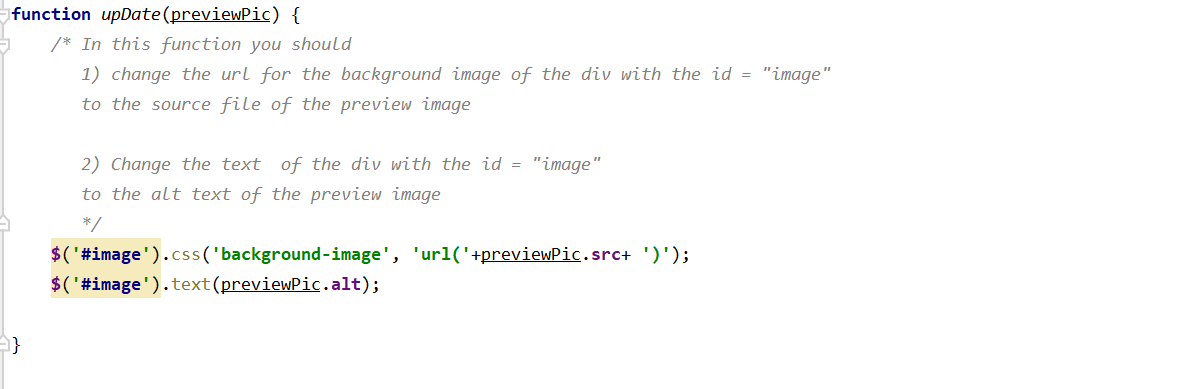 function upDate(previewPic) {
/* In this function you should
1) change the url for the background image of the div with the id = "image"
to the source file of the preview image
2) Change the text  of the div with the id = "image"
to the alt text of the preview image
*/
$('#image').css('background-image', 'url('+previewPic.src+ ')');
$('#image').text(previewPic.alt);
}